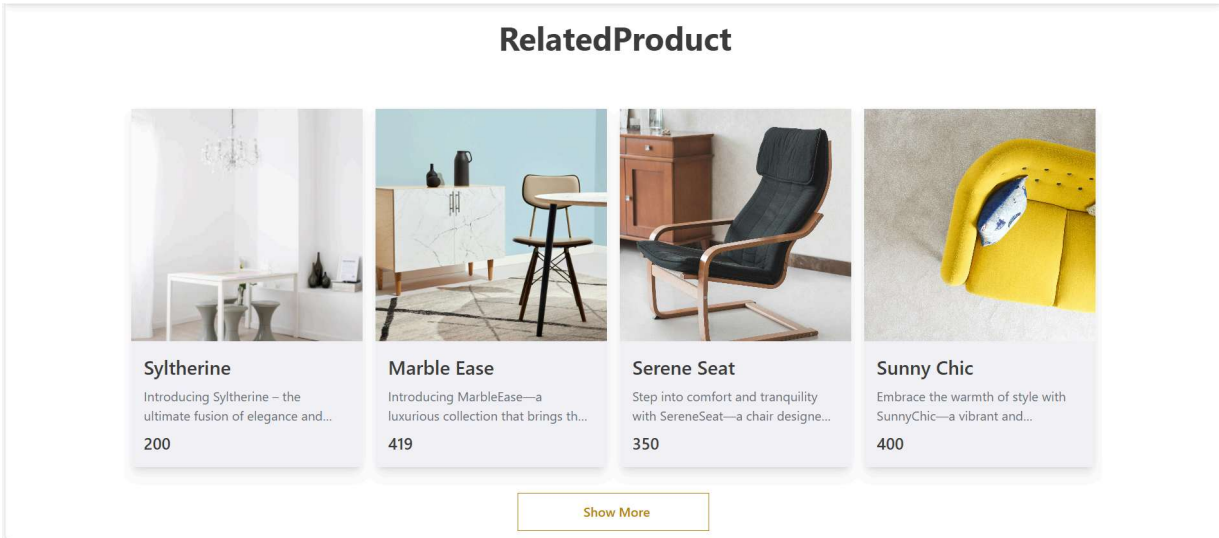 RelatedProduct
Syltherine
Introducing Syltherine – the
ultimate fusion of elegance and...
200
Marble Ease
Introducing MarbleEase—a
luxurious collection that brings th...
419
Serene Seat
Step into comfort and tranquility
with SereneSeat—a chair designe...
350
Sunny Chic
Embrace the warmth of style with
SunnyChic—a vibrant and...
400
Show More